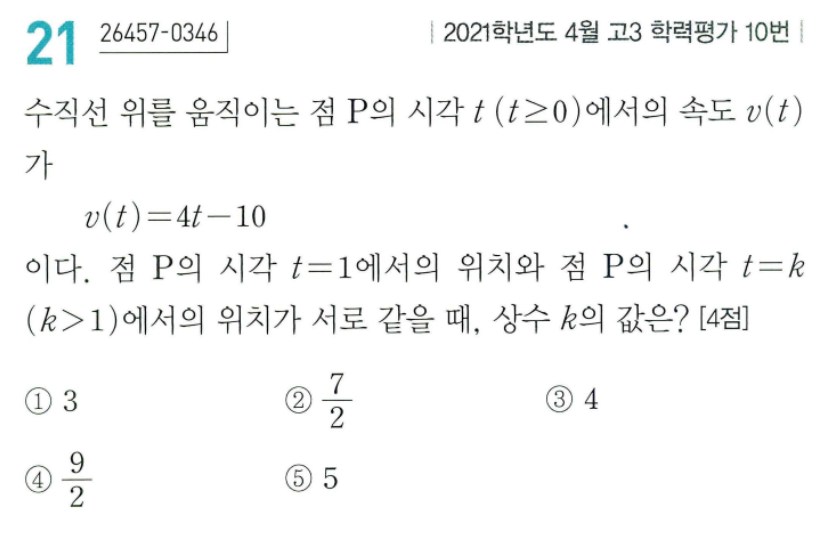 21 26457-0346 | 2021학년도 4월 고3 학력평가 10번 |
수직선 위를 움직이는 점 P의 시각 t (t≥0)에서의 속도 v(t)
가
v(t)=4t-10
이다. 점 P의 시각 t=1에서의 위치와 점 P의 시각 t=k
(k>1)에서의 위치가 서로 같을 때, 상수 k의 값은? [4점]
① 3 ② 7/2 ③ 4
④ 9/2 ⑤ 5